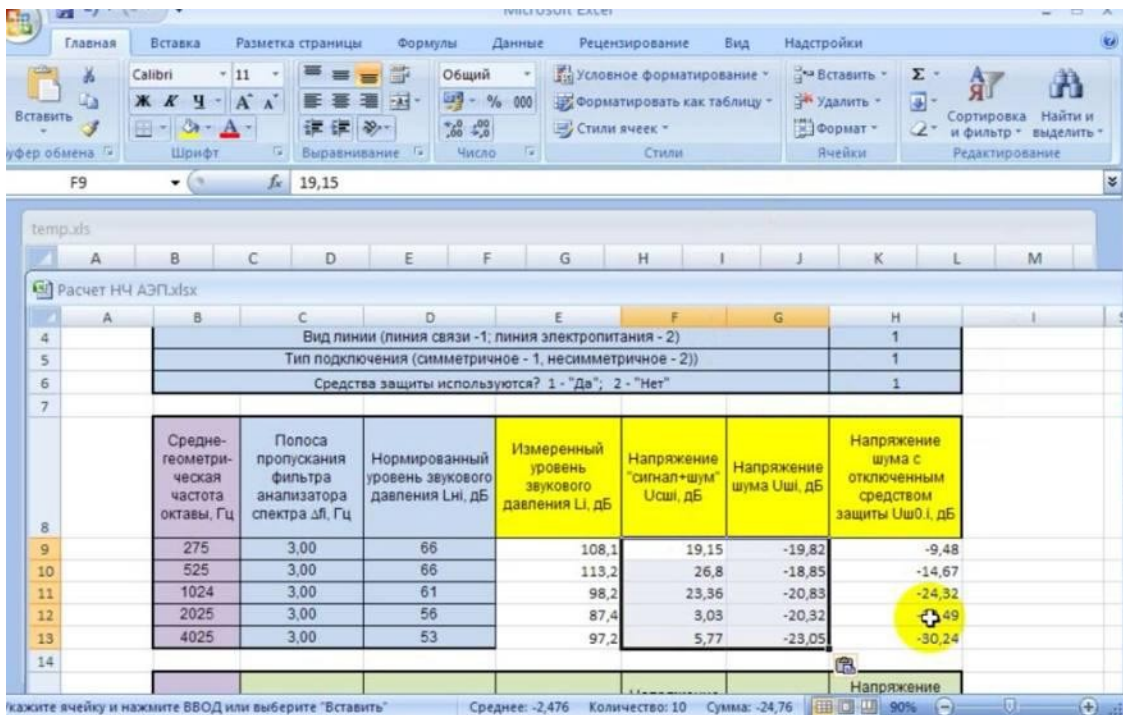 Microsoft Excel
Главная Вставка Разметка страницы Формулы Данные Рецензирование Вид Надстройки
Вставить
Calibri 11
Ж К Ч
Общий
% 000
Условное форматирование
Форматировать как таблицу
Стили ячеек
Вставить
Удалить
Формат
Σ
Сортировка и фильтр
Найти и выделить
уфер обмена Шрифт Выравнивание Число Стили Ячейки Редактирование
F9 fx 19,15
temp.xls
A B C D E F G H I J K L M
Расчет НЧ АЭП.xlsx
A B C D E F G H I
4 Вид линии (линия связи -1; линия электропитания - 2) 1
5 Тип подключения (симметричное - 1, несимметричное - 2)) 1
6 Средства защиты используются? 1 - "Да"; 2 - "Нет" 1
7
8 Средне-геометри-ческая частота октавы, Гц Полоса пропускания фильтра анализатора спектра Δfi, Гц Нормированный уровень звукового давления Lнi, дБ Измеренный уровень звукового давления Li, дБ Напряжение "сигнал+шум" Uсшi, дБ Напряжение шума Uшi, дБ Напряжение шума с отключенным средством защиты Uш0.i, дБ
9 275 3,00 66 108,1 19,15 -19,82 -9,48
10 525 3,00 66 113,2 26,8 -18,85 -14,67
11 1024 3,00 61 98,2 23,36 -20,83 -24,32
12 2025 3,00 56 87,4 3,03 -20,32 49
13 4025 3,00 53 97,2 5,77 -23,05 -30,24
14
Напряжение
кажите ячейку и нажмите ВВОД или выберите "Вставить" Среднее: -2,476 Количество: 10 Сумма: -24,76 90%